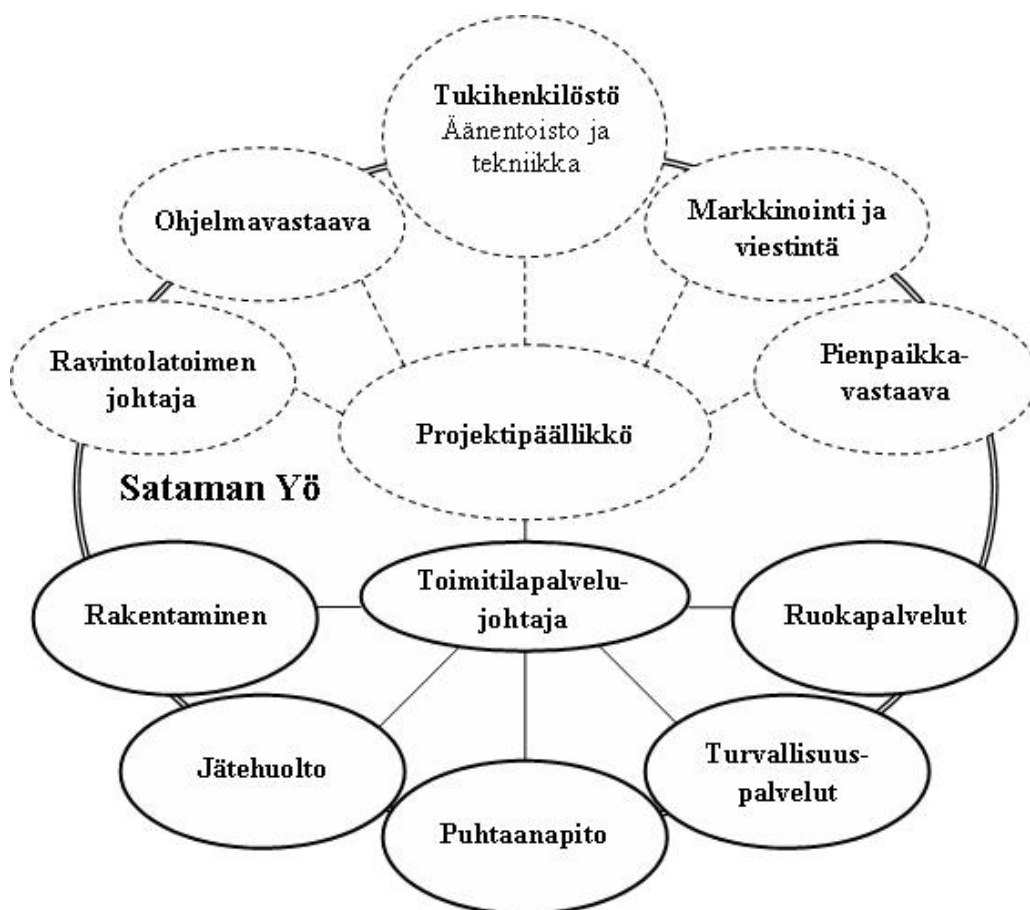 Tukihenkilöstö
Äänentoisto ja
tekniikka
Ohjelmavastaava
Markkinointi ja
viestintä
Ravintolatoimen
johtaja
Pienpaikka-
vastaava
Projektipäällikkö
Sataman Yö
Rakentaminen
Toimitilapalvelu-
johtaja
Ruokapalvelut
Jätehuolto
Turvallisuus-
palvelut
Puhtaanapito